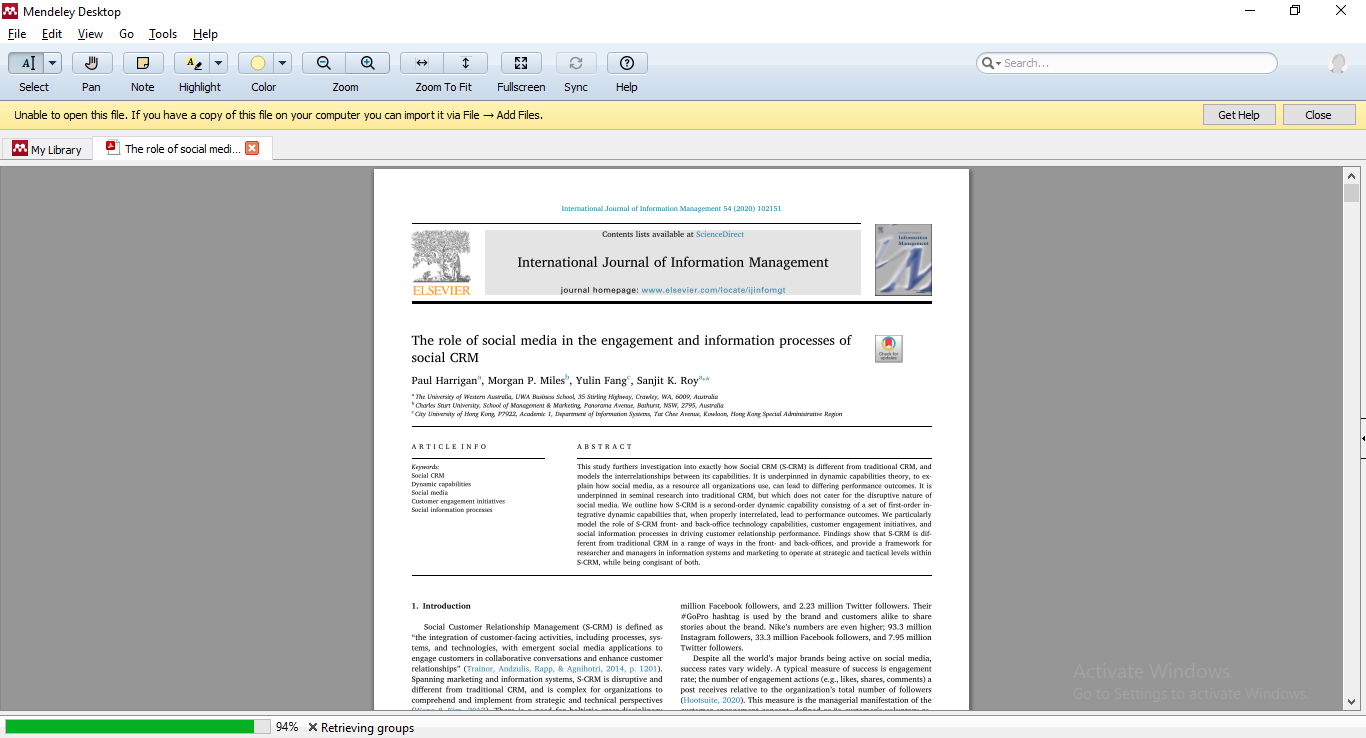 Mendeley Desktop
File Edit View Go Tools Help
Search...
Select Pan Note Highlight Color Zoom Zoom To Fit Fullscreen Sync Help
Unable to open this file. If you have a copy of this file on your computer you can import it via File → Add Files.
Get Help Close
My Library The role of social medi...
International Journal of Information Management 54 (2020) 102151
Contents lists available at ScienceDirect
International Journal of Information Management
journal homepage: www.elsevier.com/locate/ijinfomgt
ELSEVIER
Information
Management
The role of social media in the engagement and information processes of
social CRM
Check for
updates
Paul Harrigan a, Morgan P. Miles b, Yulin Fang c, Sanjit K. Roy a,*
a The University of Western Australia, UWA Business School, 35 Stirling Highway, Crawley, WA, 6009, Australia
b Charles Sturt University, School of Management & Marketing, Panorama Avenue, Bathurst, NSW, 2795, Australia
c City University of Hong Kong, P7922, Academic 1, Department of Information Systems, Tat Chee Avenue, Kowloon, Hong Kong Special Administrative Region
ARTICLE INFO
Keywords:
Social CRM
Dynamic capabilities
Social media
Customer engagement initiatives
Social information processes
ABSTRACT
This study furthers investigation into exactly how Social CRM (S-CRM) is different from traditional CRM, and
models the interrelationships between its capabilities. It is underpinned in dynamic capabilities theory, to ex-
plain how social media, as a resource all organizations use, can lead to differing performance outcomes. It is
underpinned in seminal research into traditional CRM, but which does not cater for the disruptive nature of
social media. We outline how S-CRM is a second-order dynamic capability consisting of a set of first-order in-
tegrative dynamic capabiliies that, when properly interrelated, lead to performance outcomes. We particularly
model the role of S-CRM front- and back-office technology capabilities, customer engagement initiatives, and
social information processes in driving customer relationship performance. Findings show that S-CRM is dif-
ferent from traditional CRM in a range of ways in the front- and back-offices, and provide a framework for
researcher and managers in information systems and marketing to operate at strategic and tactical levels within
S-CRM, while being congisant of both.
1. Introduction
Social Customer Relationship Management (S-CRM) is defined as
"the integration of customer-facing activities, including processes, sys-
tems, and technologies, with emergent social media applications to
engage customers in collaborative conversations and enhance customer
relationships" (Trainor, Andzulis, Rapp, & Agnihotri, 2014, p. 1201).
Spanning marketing and information systems, S-CRM is disruptive and
different from traditional CRM, and is complex for organizations to
comprehend and implement from strategic and technical perspectives
million Facebook followers, and 2.23 million Twitter followers. Their
#GoPro hashtag is used by the brand and customers alike to share
stories about the brand. Nike's numbers are even higher; 93.3 million
Instagram followers, 33.3 million Facebook followers, and 7.95 million
Twitter followers.
Despite all the world's major brands being active on social media,
success rates vary widely. A typical measure of success is engagement
rate; the number of engagement actions (e.g., likes, shares, comments) a
post receives relative to the organization's total number of followers
(Hootsuite, 2020). This measure is the managerial manifestation of the
Activate Windows
Go to Settings to activate Windows.
94% Retrieving groups